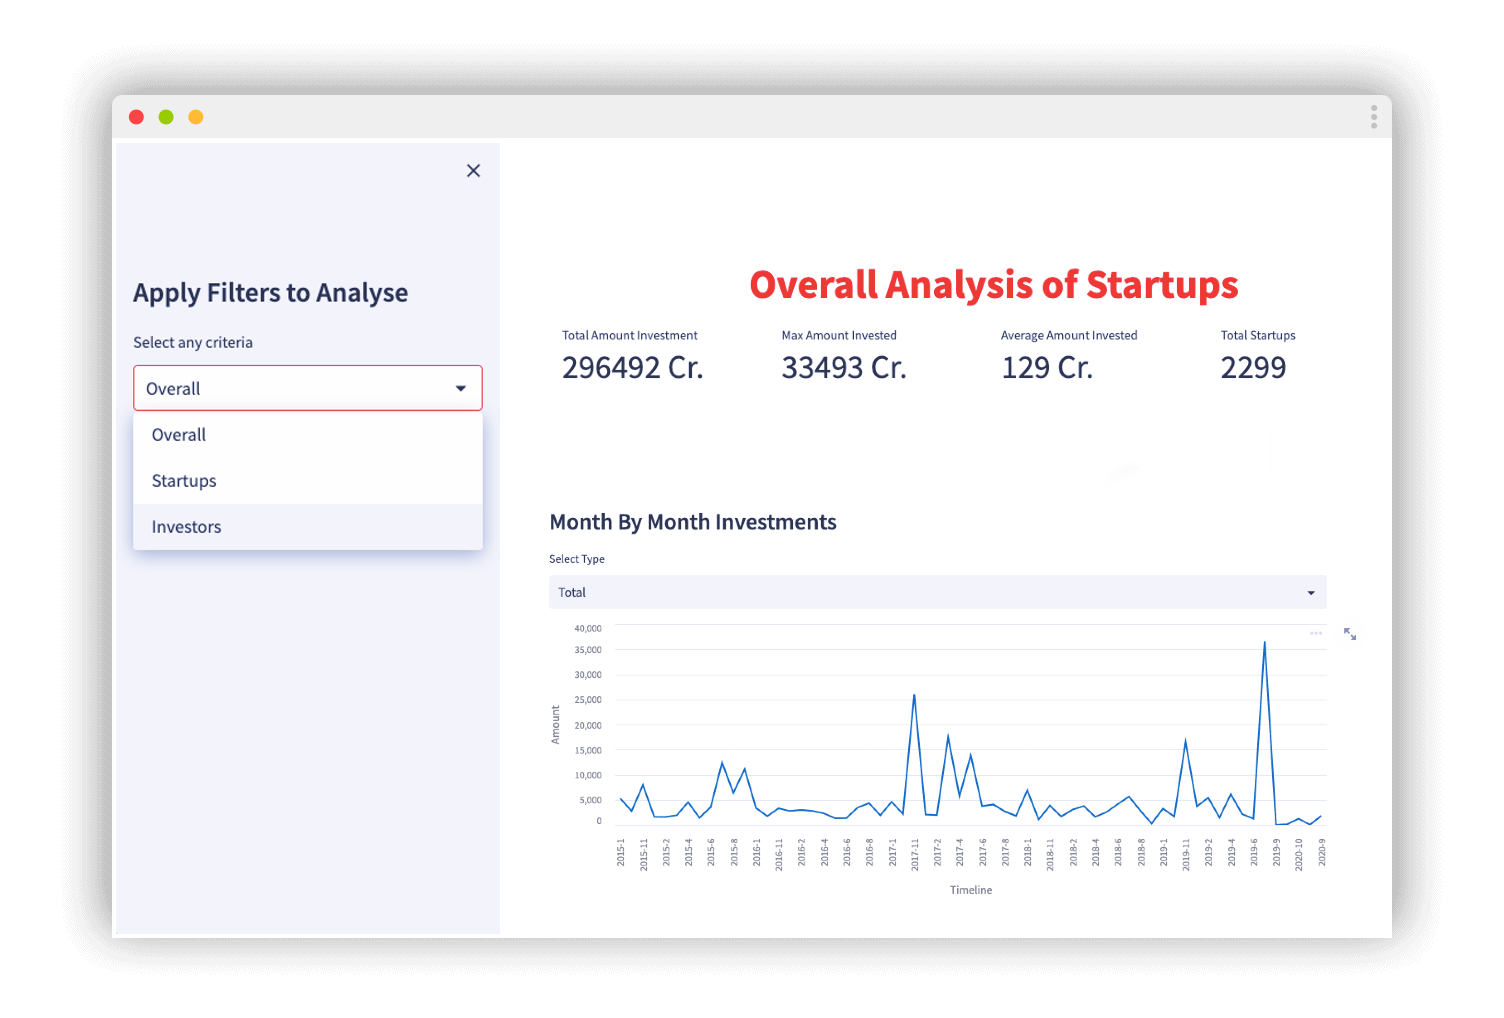 Apply Filters to Analyse
Select any criteria
Overall
Overall
Startups
Investors
Overall Analysis of Startups
Total Amount Investment
296492 Cr.
Max Amount Invested
33493 Cr.
Average Amount Invested
129 Cr.
Total Startups
2299
Month By Month Investments
Select Type
Total
Amount
40,000
35,000
30,000
25,000
20,000
15,000
10,000
5,000
0
2015-1
2015-11
2015-2
2015-4
2015-6
2015-8
2016-1
2016-11
2016-2
2016-4
2016-6
2016-8
2017-1
2017-11
2017-2
2017-4
2017-6
2017-8
2018-1
2018-11
2018-2
2018-4
2018-6
2018-8
2019-1
2019-11
2019-2
2019-4
2019-6
2019-9
2020-10
2020-9
Timeline